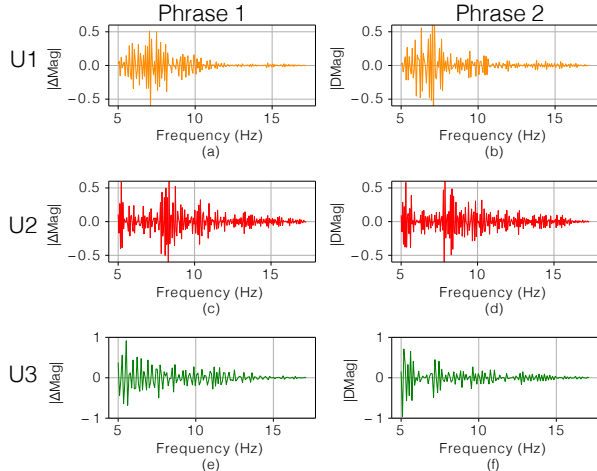 Phrase 1 Phrase 2
U1
|ΔMag|
0.5
0.0
−0.5
5 10 15
Frequency (Hz)
(a)
|DMag|
0.5
0.0
−0.5
5 10 15
Frequency (Hz)
(b)
U2
|ΔMag|
0.5
0.0
−0.5
5 10 15
Frequency (Hz)
(c)
|DMag|
0.5
0.0
−0.5
5 10 15
Frequency (Hz)
(d)
U3
|ΔMag|
1
0
−1
5 10 15
Frequency (Hz)
(e)
|DMag|
1
0
−1
5 10 15
Frequency (Hz)
(f)